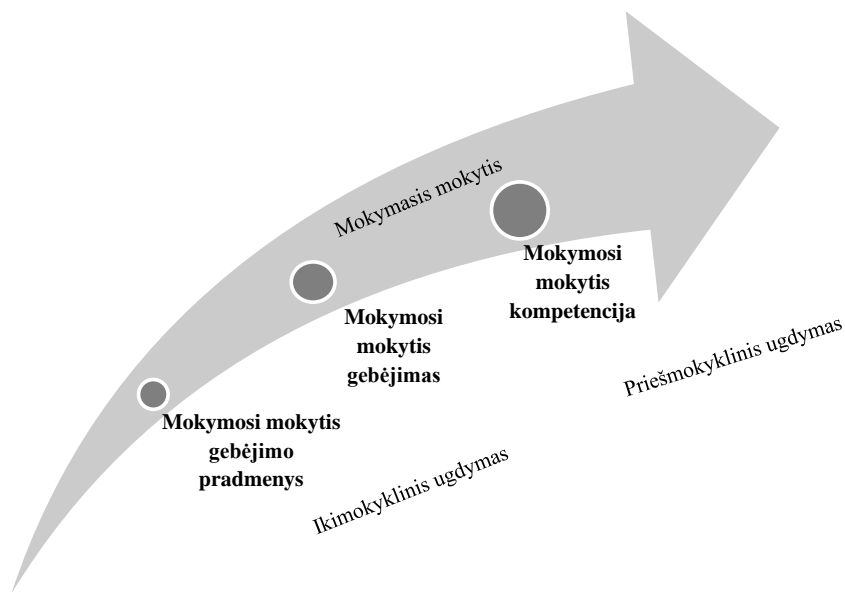 Mokymasis mokytis
Mokymosi
mokytis
kompetencija
Mokymosi
mokytis
gebėjimas
Priešmokyklinis ugdymas
Mokymosi mokytis
gebėjimo
pradmenys
Ikimokyklinis ugdymas